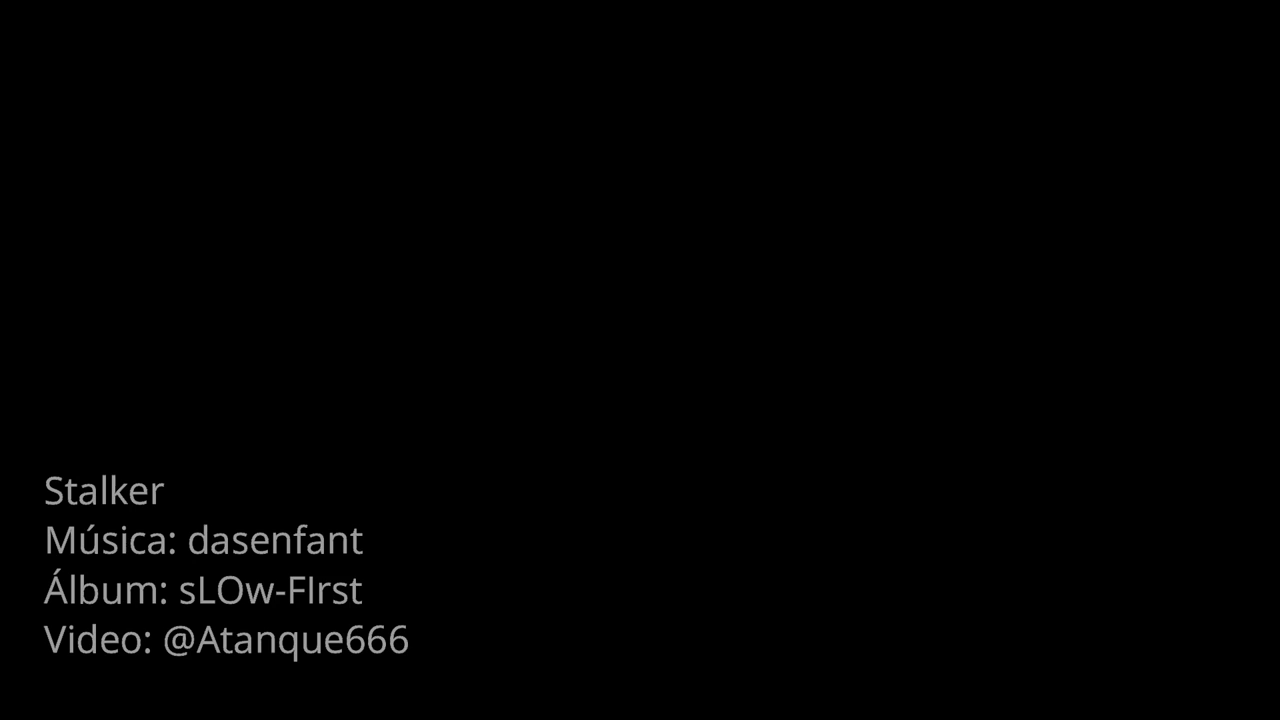 Stalker
Música: dasenfant
Álbum: sLOw-FIrst
Video: @Atanque666